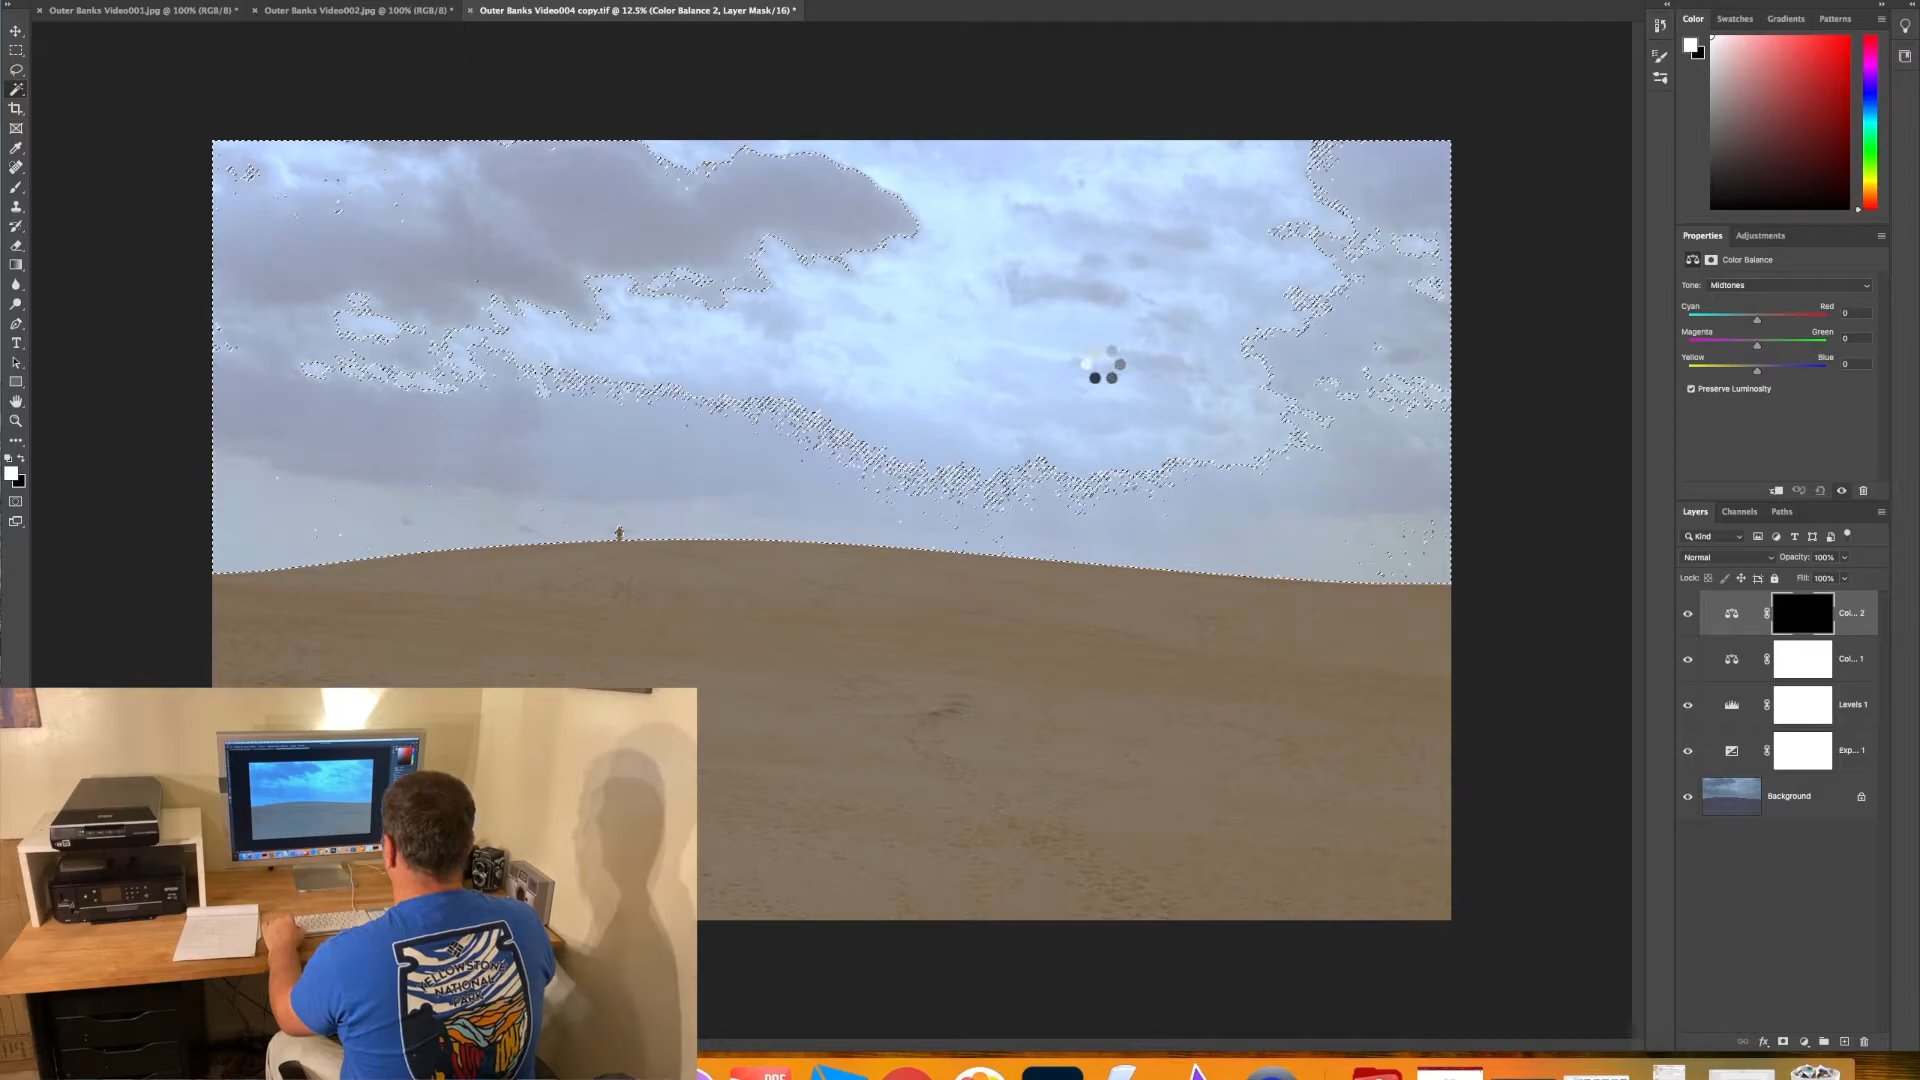 Outer Banks Video001.jpg @ 100% (RGB/8) *
Outer Banks Video002.jpg @ 100% (RGB/8) *
Outer Banks Video004 copy.tif @ 12.5% (Color Balance 2, Layer Mask/16) *
Color Swatches Gradients Patterns
Properties Adjustments
Color Balance
Tone: Midtones
Cyan Red 0
Magenta Green 0
Yellow Blue 0
Preserve Luminosity
Layers Channels Paths
Kind
Normal Opacity: 100%
Lock: Fill: 100%
Col... 2
Col... 1
Levels 1
Exp... 1
Background
EPSON
EPSON
YELLOWSTONE
NATIONAL
PARK